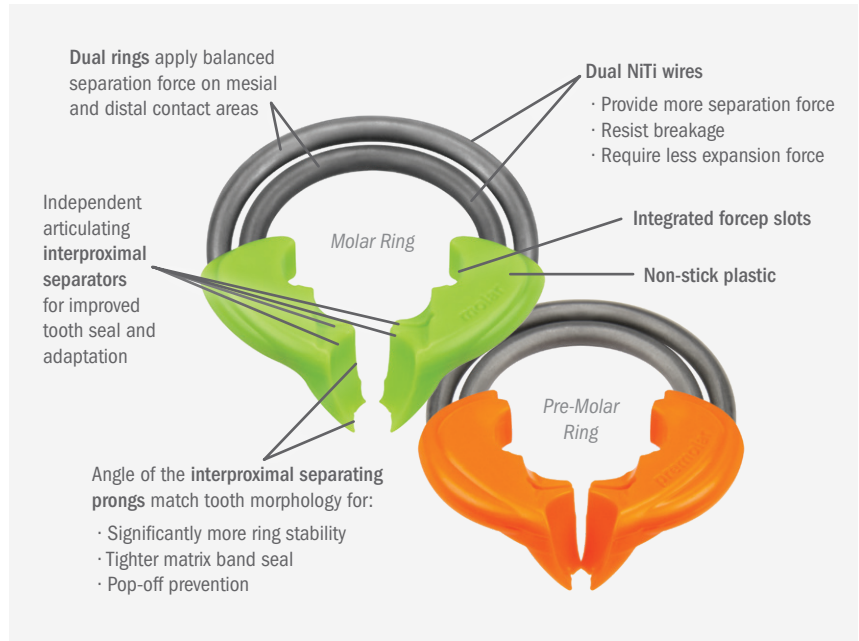 Dual rings apply balanced
separation force on mesial
and distal contact areas
Dual NiTi wires
· Provide more separation force
· Resist breakage
· Require less expansion force
Independent
articulating
interproximal
separators
for improved
tooth seal and
adaptation
Molar Ring
Integrated forcep slots
Non-stick plastic
molar
Pre-Molar
Ring
premolar
Angle of the interproximal separating
prongs match tooth morphology for:
· Significantly more ring stability
· Tighter matrix band seal
· Pop-off prevention